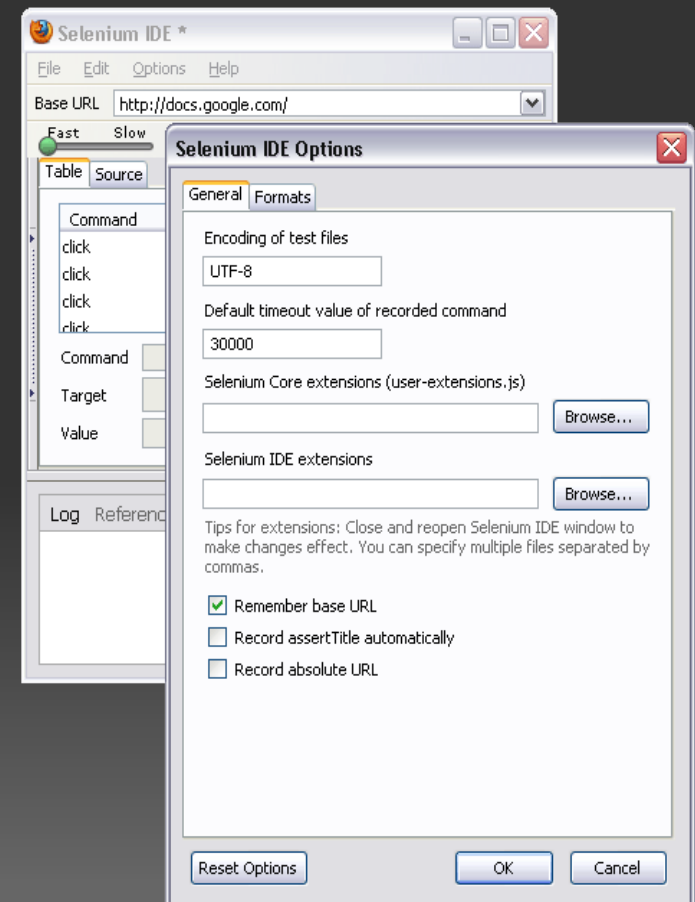 Selenium IDE *
File Edit Options Help
Base URL http://docs.google.com/
Fast Slow
Table Source
Command
click
click
click
click
Command
Target
Value
Log Referenc
Selenium IDE Options
General Formats
Encoding of test files
UTF-8
Default timeout value of recorded command
30000
Selenium Core extensions (user-extensions.js)
Browse...
Selenium IDE extensions
Browse...
Tips for extensions: Close and reopen Selenium IDE window to
make changes effect. You can specify multiple files separated by
commas.
Remember base URL
Record assertTitle automatically
Record absolute URL
Reset Options OK Cancel